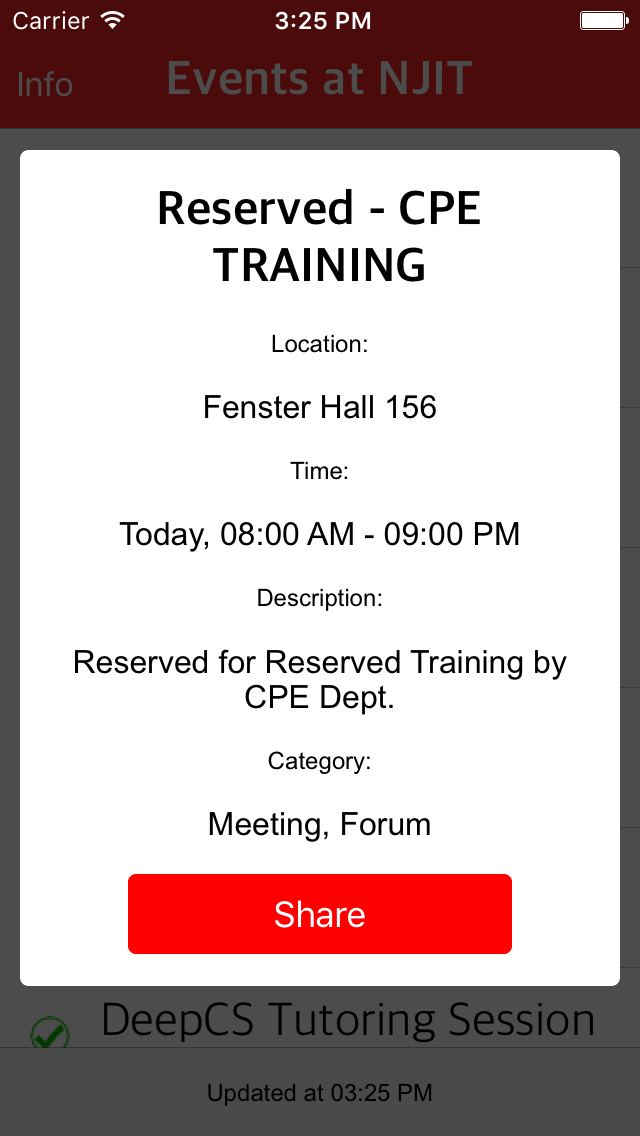 Carrier 3:25 PM
Info Events at NJIT
Reserved - CPE
TRAINING
Location:
Fenster Hall 156
Time:
Today, 08:00 AM - 09:00 PM
Description:
Reserved for Reserved Training by
CPE Dept.
Category:
Meeting, Forum
Share
DeepCS Tutoring Session
Updated at 03:25 PM